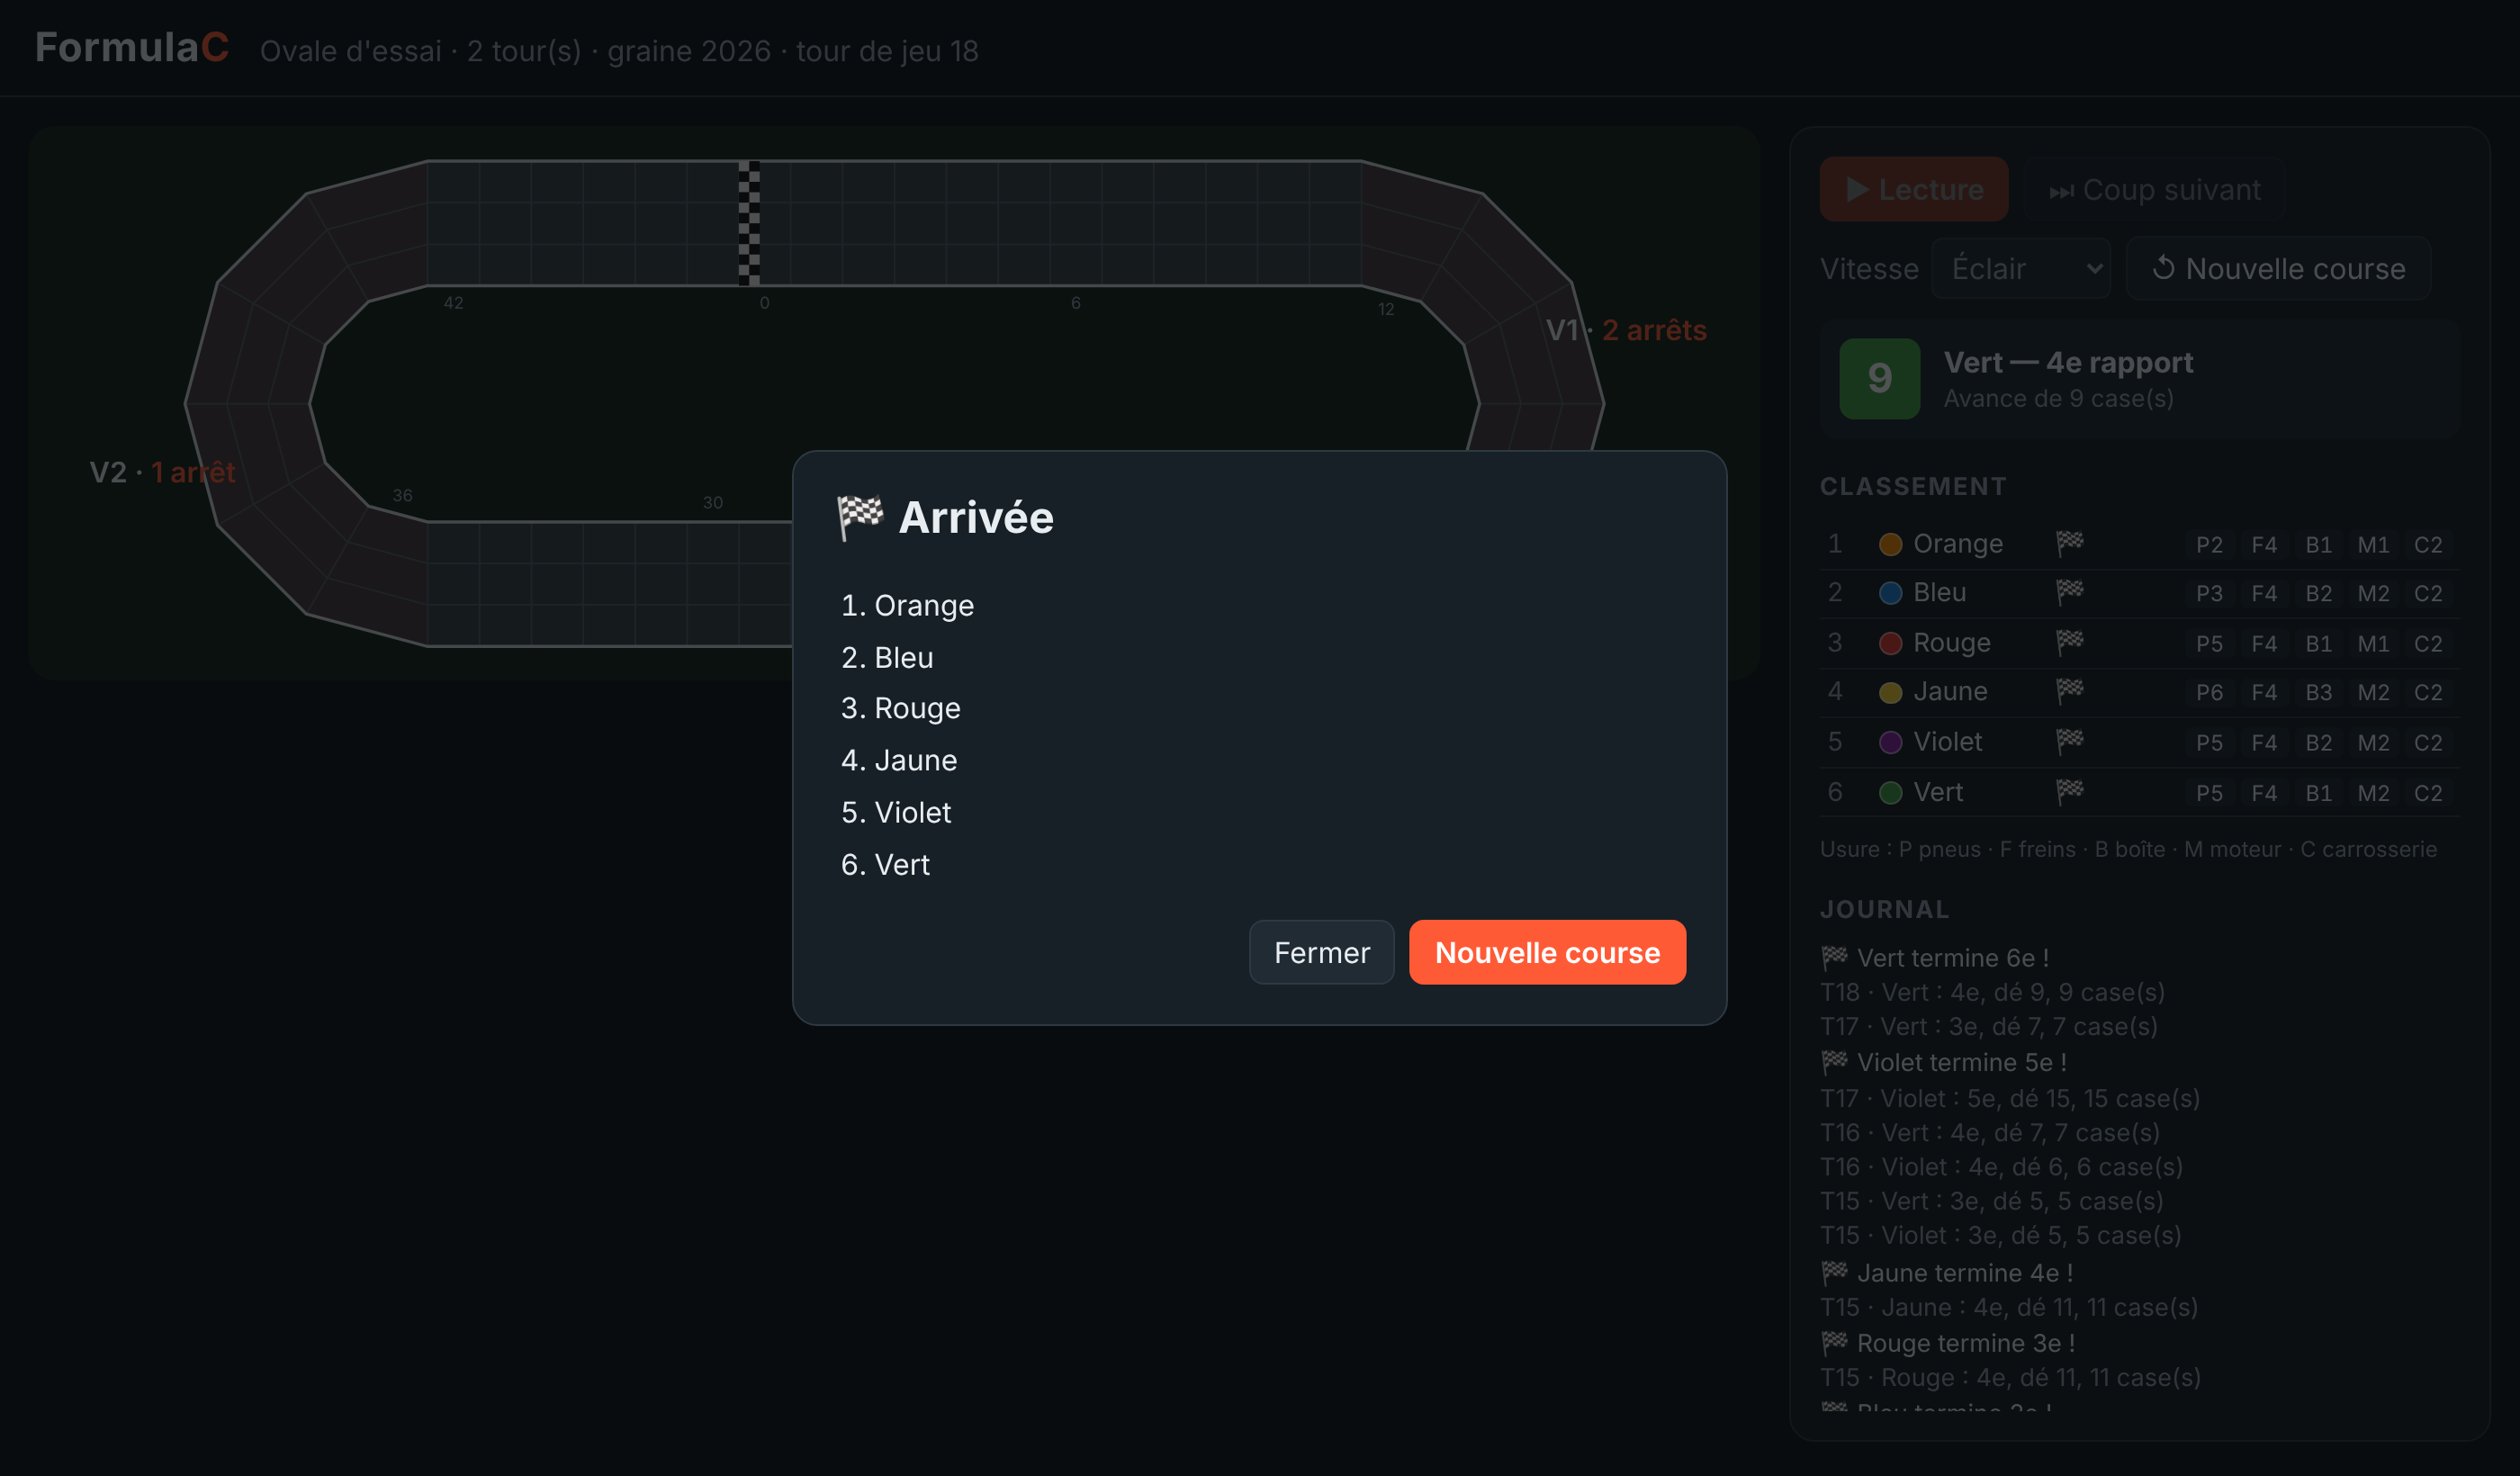 FormulaC Ovale d'essai · 2 tour(s) · graine 2026 · tour de jeu 18
42 0 6 12
V1 · 2 arrêts
V2 · 1 arrêt
36 30
▶ Lecture ⏭ Coup suivant
Vitesse Éclair ↺ Nouvelle course
9
Vert — 4e rapport
Avance de 9 case(s)
CLASSEMENT
1 Orange 🏁 P2 F4 B1 M1 C2
2 Bleu 🏁 P3 F4 B2 M2 C2
3 Rouge 🏁 P5 F4 B1 M1 C2
4 Jaune 🏁 P6 F4 B3 M2 C2
5 Violet 🏁 P5 F4 B2 M2 C2
6 Vert 🏁 P5 F4 B1 M2 C2
Usure : P pneus · F freins · B boîte · M moteur · C carrosserie
JOURNAL
🏁 Vert termine 6e !
T18 · Vert : 4e, dé 9, 9 case(s)
T17 · Vert : 3e, dé 7, 7 case(s)
🏁 Violet termine 5e !
T17 · Violet : 5e, dé 15, 15 case(s)
T16 · Vert : 4e, dé 7, 7 case(s)
T16 · Violet : 4e, dé 6, 6 case(s)
T15 · Vert : 3e, dé 5, 5 case(s)
T15 · Violet : 3e, dé 5, 5 case(s)
🏁 Jaune termine 4e !
T15 · Jaune : 4e, dé 11, 11 case(s)
🏁 Rouge termine 3e !
T15 · Rouge : 4e, dé 11, 11 case(s)
🏁 Bleu termine 2e !
🏁 Arrivée
1. Orange
2. Bleu
3. Rouge
4. Jaune
5. Violet
6. Vert
Fermer Nouvelle course